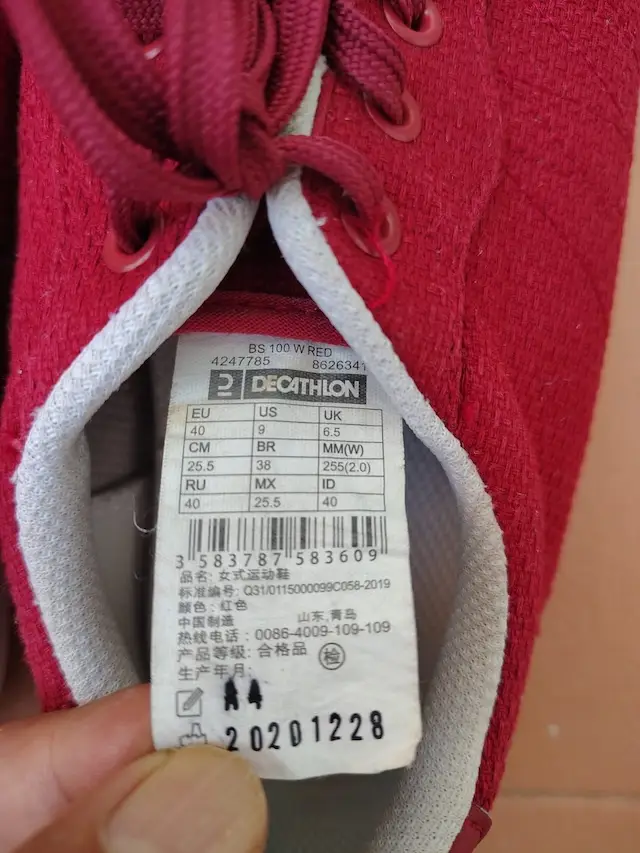 BS 100 W RED
4247785 8626341
DECATHLON
EU US UK
40 9 6.5
CM BR MM(W)
25.5 38 255(2.0)
RU MX ID
40 25.5 40
3 583787 583609
品名: 女式运动鞋
标准编号: Q31/0115000099C058-2019
颜色: 红色
中国制造 山东,青岛
热线电话: 0086-4009-109-109
产品等级: 合格品 检
生产年月:
A4
20201228